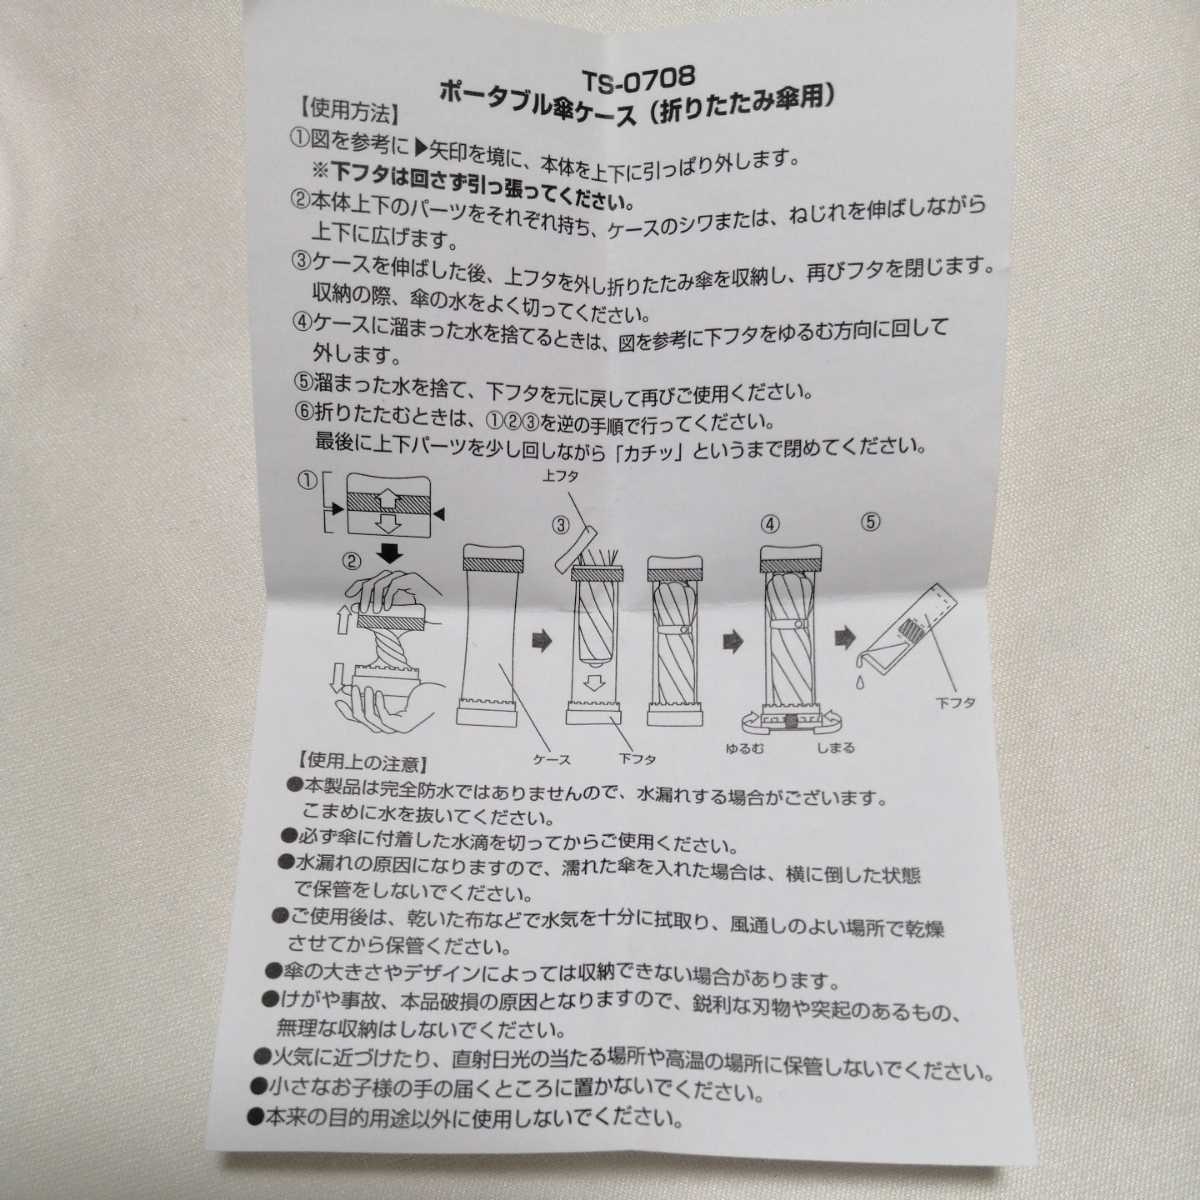 TS-0708
ポータブル傘ケース（折りたたみ傘用）
【使用方法】
①図を参考に▶矢印を境に、本体を上下に引っぱり外します。
※下フタは回さず引っ張ってください。
②本体上下のパーツをそれぞれ持ち、ケースのシワまたは、ねじれを伸ばしながら
上下に広げます。
③ケースを伸ばした後、上フタを外し折りたたみ傘を収納し、再びフタを閉じます。
収納の際、傘の水をよく切ってください。
④ケースに溜まった水を捨てるときは、図を参考に下フタをゆるむ方向に回して
外します。
⑤溜まった水を捨て、下フタを元に戻して再びご使用ください。
⑥折りたたむときは、①②③を逆の手順で行ってください。
最後に上下パーツを少し回しながら「カチッ」というまで閉めてください。
①
上フタ
②
③
④
⑤
ケース
下フタ
ゆるむ
しまる
下フタ
【使用上の注意】
●本製品は完全防水ではありませんので、水漏れする場合がございます。
こまめに水を抜いてください。
●必ず傘に付着した水滴を切ってからご使用ください。
●水漏れの原因になりますので、濡れた傘を入れた場合は、横に倒した状態
で保管をしないでください。
●ご使用後は、乾いた布などで水気を十分に拭取り、風通しのよい場所で乾燥
させてから保管ください。
●傘の大きさやデザインによっては収納できない場合があります。
●けがや事故、本品破損の原因となりますので、鋭利な刃物や突起のあるもの、
無理な収納はしないでください。
●火気に近づけたり、直射日光の当たる場所や高温の場所に保管しないでください。
●小さなお子様の手の届くところに置かないでください。
●本来の目的用途以外に使用しないでください。